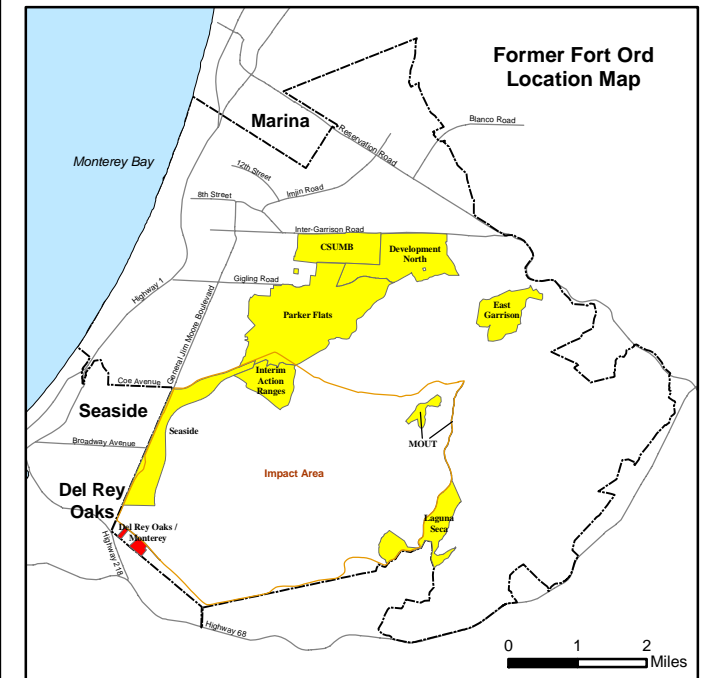 Former Fort Ord
Location Map
Marina
Blanco Road
Reservation Road
Monterey Bay
12th Street
Imjin Road
8th Street
Inter-Garrison Road
CSUMB
Development
North
Gigling Road
Highway 1
General Jim Moore Boulevard
East
Garrison
Parker Flats
Interim
Action
Ranges
Coe Avenue
Seaside
Seaside
Broadway Avenue
MOUT
Impact Area
Del Rey
Oaks
Del Rey Oaks /
Monterey
Laguna
Seca
Highway 218
Highway 68
0 1 2
Miles